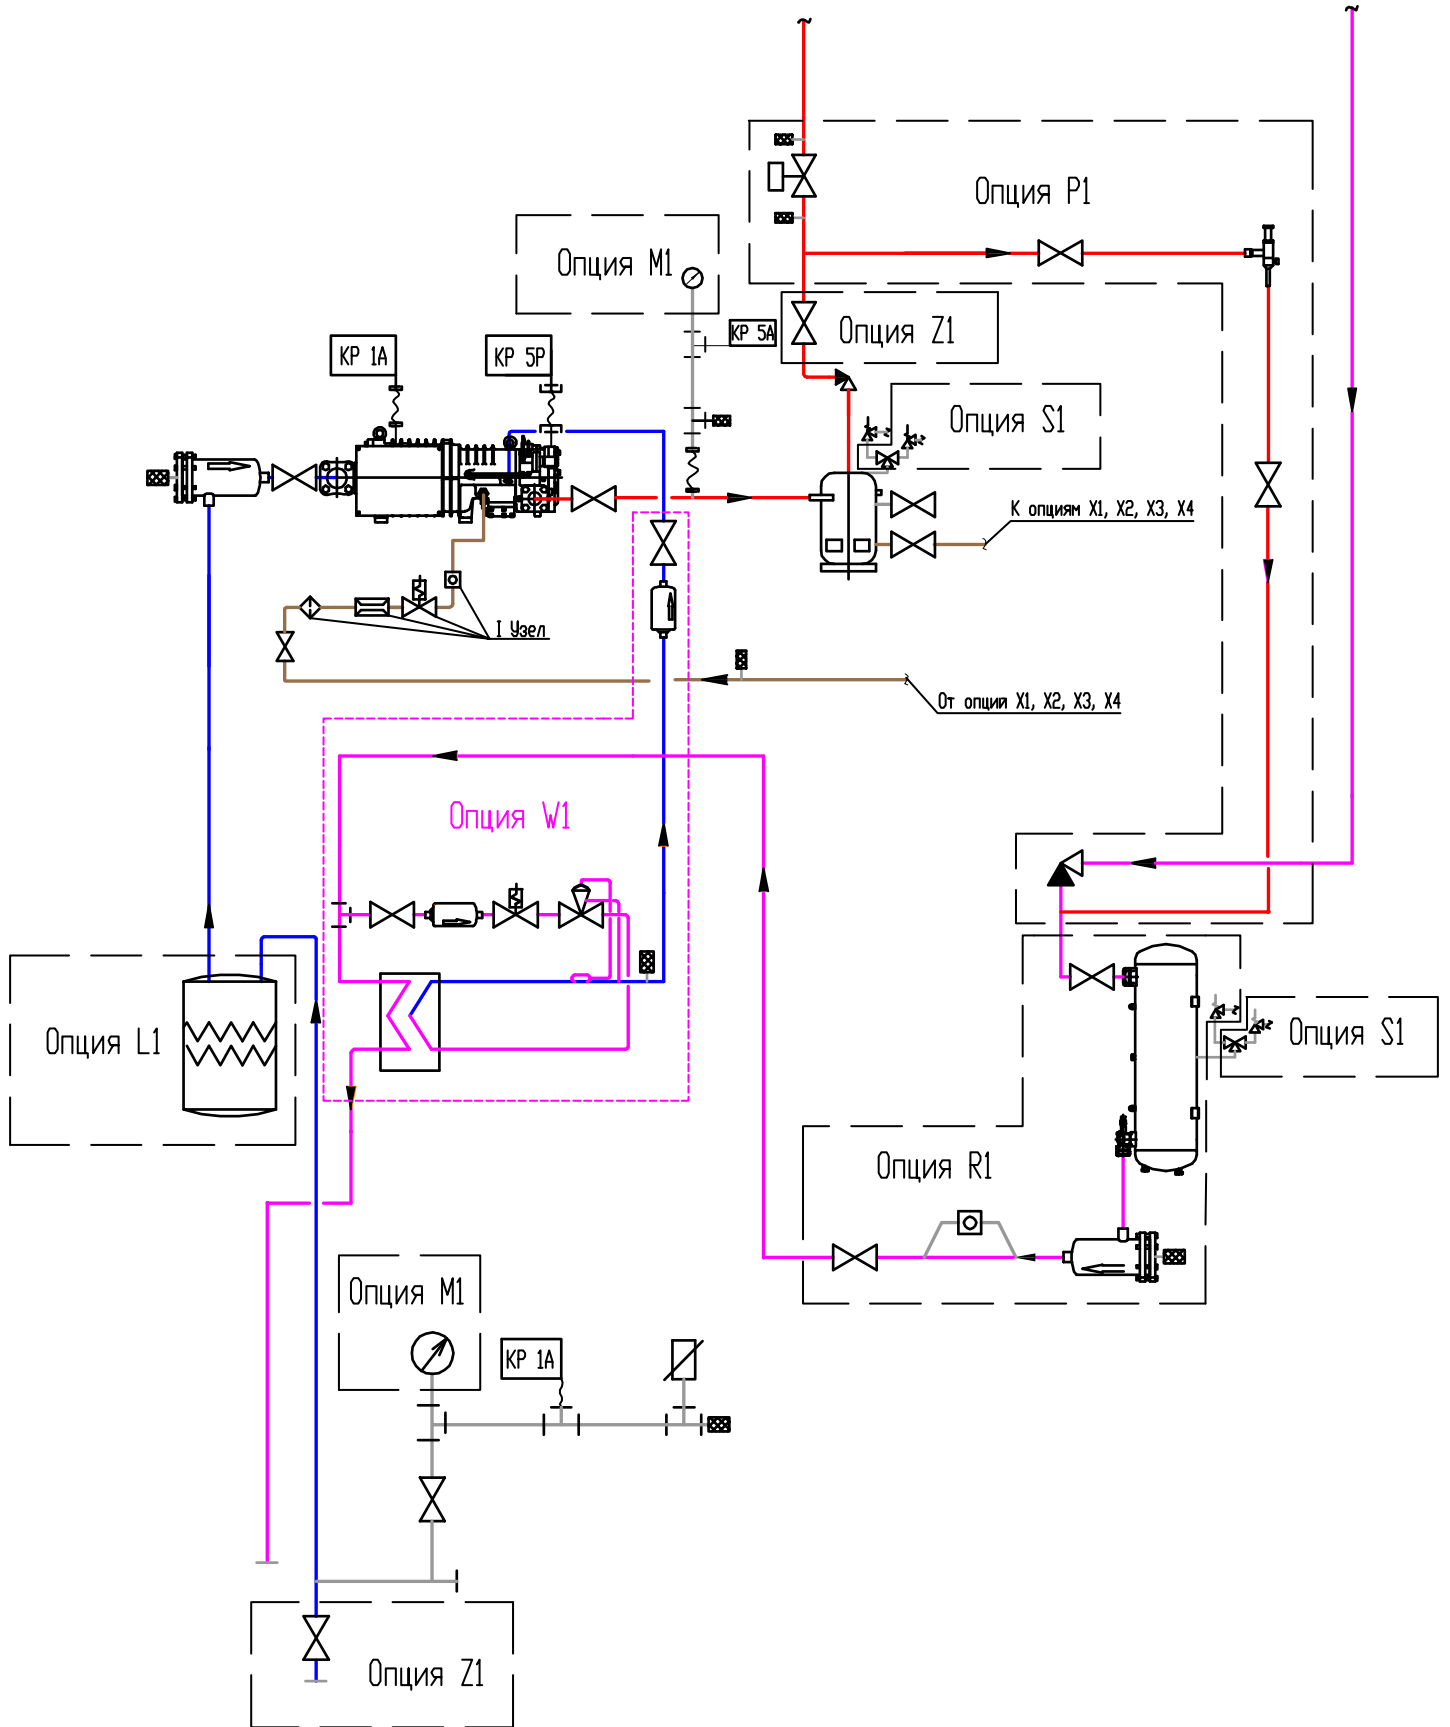 Опция P1
Опция M1
КР 5А
Опция Z1
КР 1А
КР 5Р
Опция S1
К опциям X1, X2, X3, X4
I Узел
От опций X1, X2, X3, X4
Опция W1
Опция L1
Опция S1
Опция R1
Опция M1
КР 1А
Опция Z1